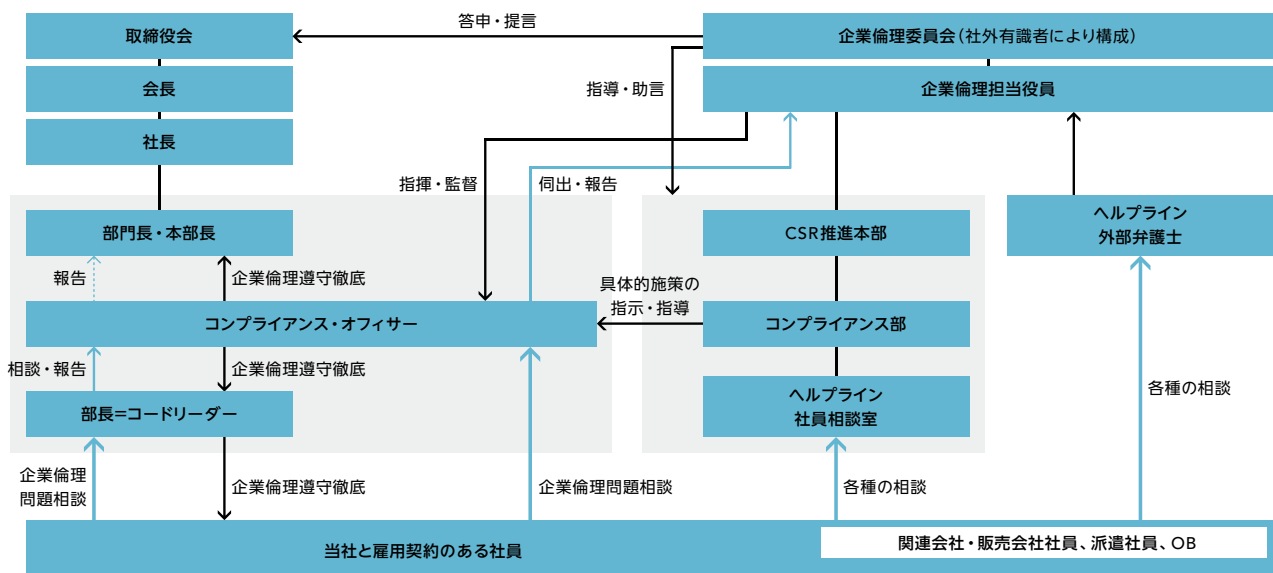 答申・提言
取締役会
企業倫理委員会(社外有識者により構成)
会長
指導・助言
企業倫理担当役員
社長
指揮・監督
伺出・報告
部門長・本部長
CSR推進本部
ヘルプライン
外部弁護士
報告
企業倫理遵守徹底
具体的施策の
指示・指導
コンプライアンス・オフィサー
コンプライアンス部
相談・報告
企業倫理遵守徹底
各種の相談
部長=コードリーダー
ヘルプライン
社員相談室
企業倫理
問題相談
企業倫理遵守徹底
企業倫理問題相談
各種の相談
当社と雇用契約のある社員
関連会社・販売会社社員、派遣社員、OB